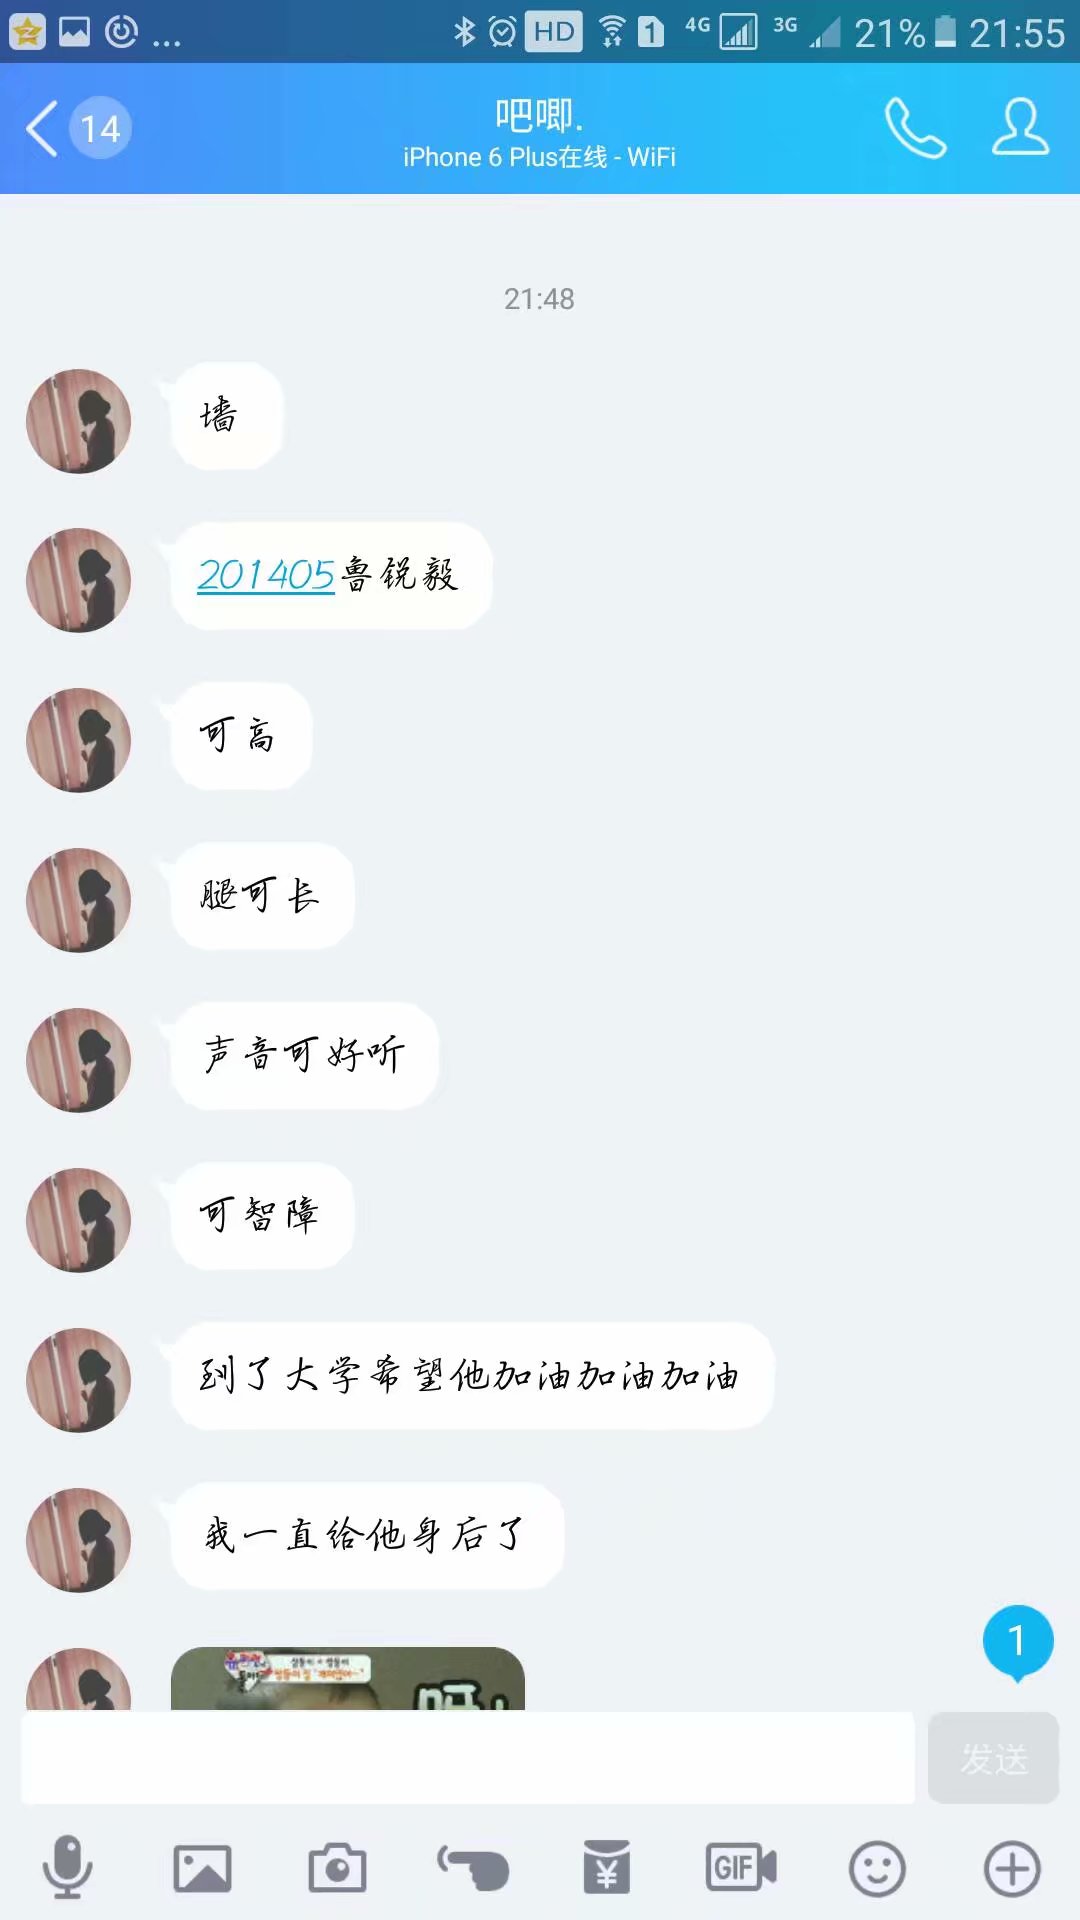 ... HD 1 4G 3G 21% 21:55
14
吧唧.
iPhone 6 Plus在线 - WiFi
21:48
墙
201405鲁锐毅
可高
腿可长
声音可好听
可智障
到了大学希望他加油加油加油
我一直给他身后了
1
发送
GIF